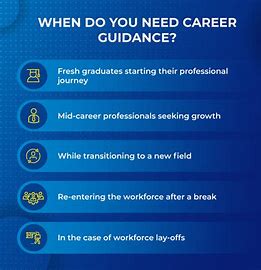 WHEN DO YOU NEED CAREER
GUIDANCE?
Fresh graduates starting their professional
journey
Mid-career professionals seeking growth
While transitioning to a new field
Re-entering the workforce after a break
In the case of workforce lay-offs